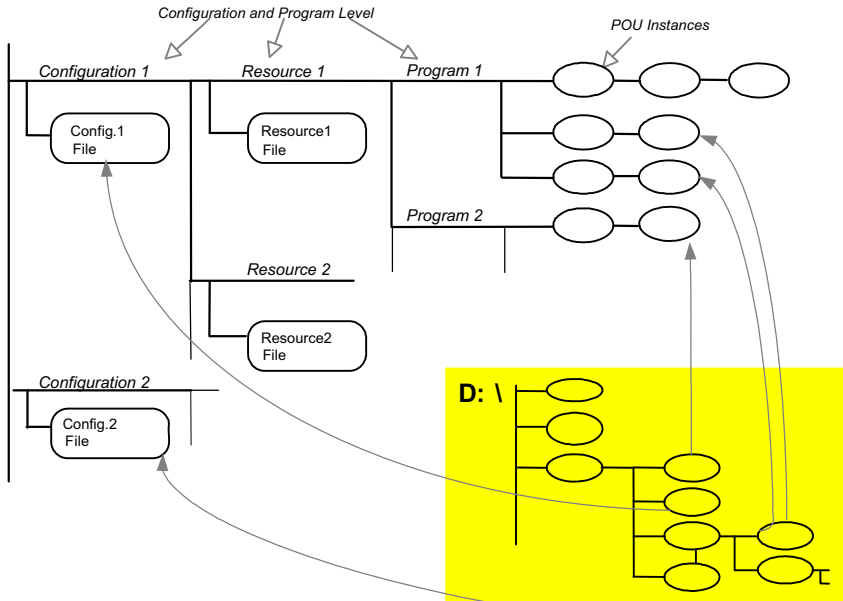 Configuration and Program Level
POU Instances
Configuration 1
Resource 1
Program 1
Config.1
File
Resource1
File
Program 2
Resource 2
Resource2
File
Configuration 2
Config.2
File
D: \